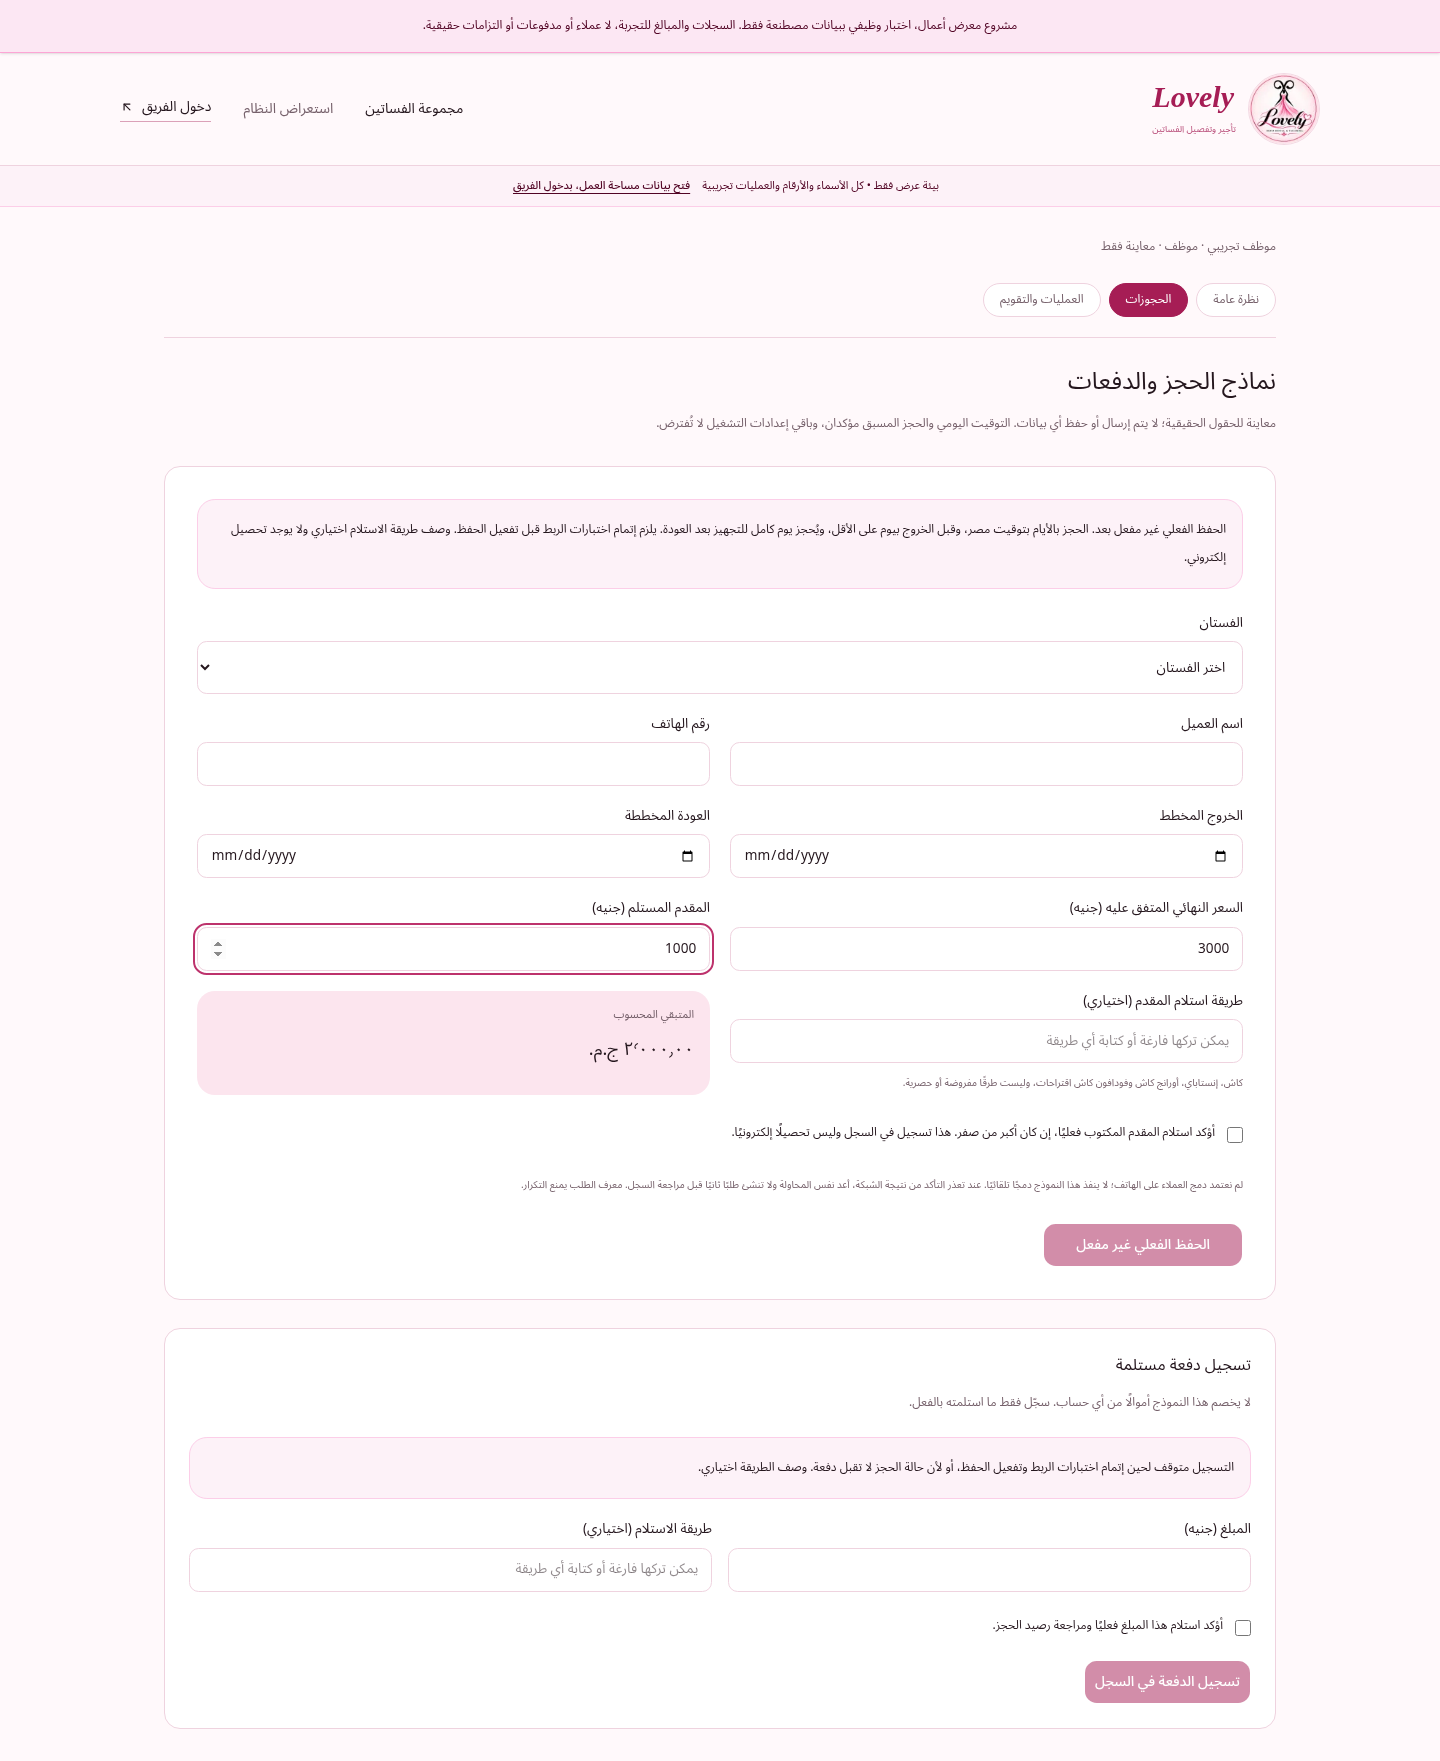 مشروع معرض أعمال، اختبار وظيفي ببيانات مصطنعة فقط. السجلات والمبالغ للتجربة، لا عملاء أو مدفوعات أو التزامات حقيقية.
Lovely
Lovely
تأجير وتفصيل الفساتين
مجموعة الفساتين
استعراض النظام
دخول الفريق
بيئة عرض فقط • كل الأسماء والأرقام والعمليات تجريبية
فتح بيانات مساحة العمل، بدخول الفريق
موظف تجريبي · موظف · معاينة فقط
نظرة عامة
الحجوزات
العمليات والتقويم
نماذج الحجز والدفعات
معاينة للحقول الحقيقية؛ لا يتم إرسال أو حفظ أي بيانات. التوقيت اليومي والحجز المسبق مؤكدان، وباقي إعدادات التشغيل لا تُفترض.
الحفظ الفعلي غير مفعل بعد. الحجز بالأيام بتوقيت مصر، وقبل الخروج بيوم على الأقل، ويُحجز يوم كامل للتجهيز بعد العودة. يلزم إتمام اختبارات الربط قبل تفعيل الحفظ. وصف طريقة الاستلام اختياري ولا يوجد تحصيل
إلكتروني.
الفستان
اختر الفستان
اسم العميل
رقم الهاتف
الخروج المخطط
العودة المخططة
mm/dd/yyyy
mm/dd/yyyy
السعر النهائي المتفق عليه (جنيه)
المقدم المستلم (جنيه)
3000
1000
طريقة استلام المقدم (اختياري)
يمكن تركها فارغة أو كتابة أي طريقة
كاش، إنستاباي، أورانج كاش وفودافون كاش اقتراحات، وليست طرقًا مفروضة أو حصرية.
المتبقي المحسوب
٢٬٠٠٠٫٠٠ ج.م.
أؤكد استلام المقدم المكتوب فعليًا، إن كان أكبر من صفر. هذا تسجيل في السجل وليس تحصيلًا إلكترونيًا.
لم نعتمد دمج العملاء على الهاتف؛ لا ينفذ هذا النموذج دمجًا تلقائيًا. عند تعذر التأكد من نتيجة الشبكة، أعد نفس المحاولة ولا تنشئ طلبًا ثانيًا قبل مراجعة السجل. معرف الطلب يمنع التكرار.
الحفظ الفعلي غير مفعل
تسجيل دفعة مستلمة
لا يخصم هذا النموذج أموالًا من أي حساب. سجّل فقط ما استلمته بالفعل.
التسجيل متوقف لحين إتمام اختبارات الربط وتفعيل الحفظ، أو لأن حالة الحجز لا تقبل دفعة. وصف الطريقة اختياري.
المبلغ (جنيه)
طريقة الاستلام (اختياري)
يمكن تركها فارغة أو كتابة أي طريقة
أؤكد استلام هذا المبلغ فعليًا ومراجعة رصيد الحجز.
تسجيل الدفعة في السجل